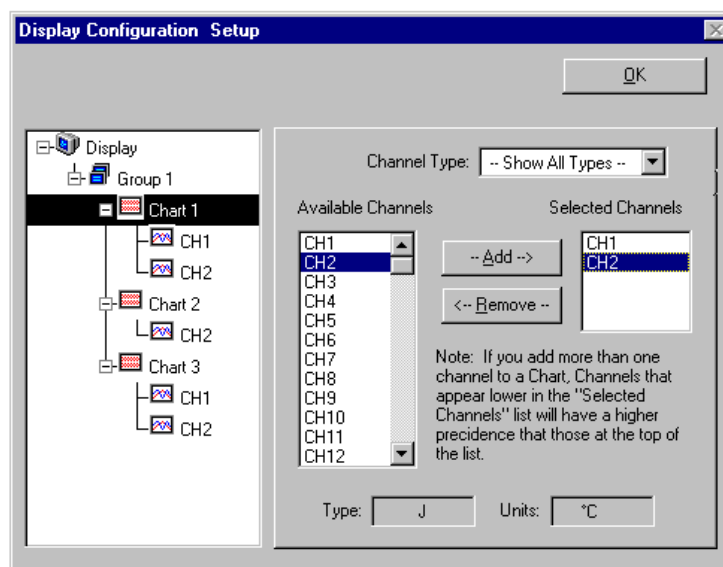 Display Configuration Setup
OK
Display
Group 1
Chart 1
CH1
CH2
Chart 2
CH2
Chart 3
CH1
CH2
Channel Type: -- Show All Types --
Available Channels
CH1
CH2
CH3
CH4
CH5
CH6
CH7
CH8
CH9
CH10
CH11
CH12
-- Add -->
<-- Remove --
Selected Channels
CH1
CH2
Note: If you add more than one
channel to a Chart, Channels that
appear lower in the "Selected
Channels" list will have a higher
precidence that those at the top of
the list.
Type: J Units: °C